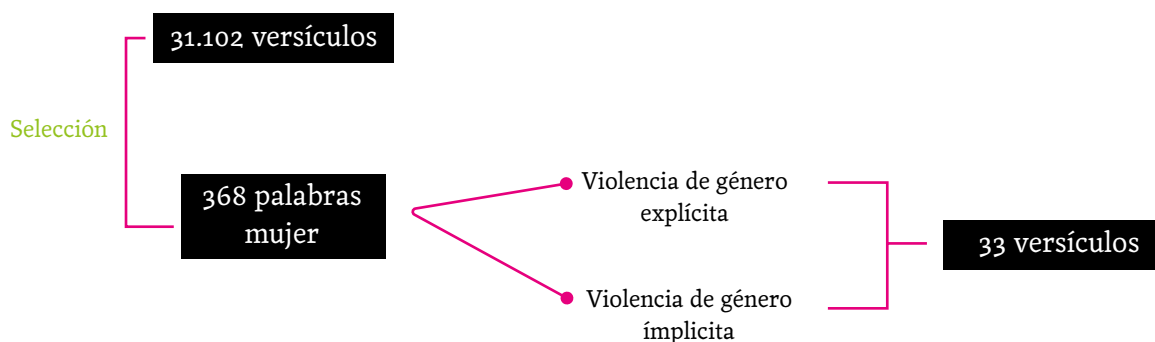 31.102 versículos
Selección
368 palabras
mujer
Violencia de género
explícita
33 versículos
Violencia de género
ímplicita